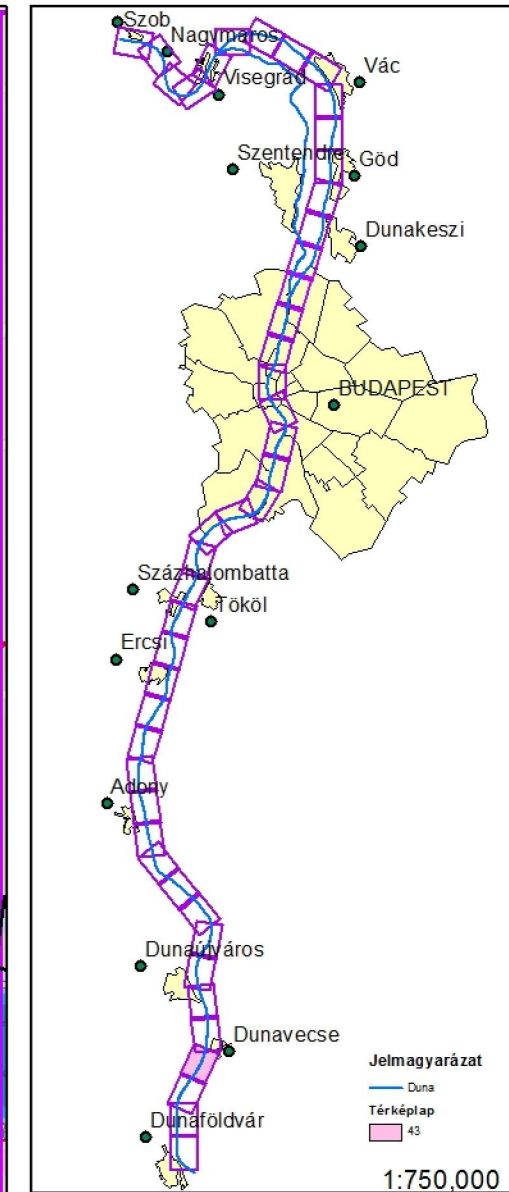 Szob
Nagymaros
Visegrád
Vác
Szentendre
Göd
Dunakeszi
BUDAPEST
Százhalombatta
Tököl
Ercsi
Adony
Dunaújváros
Dunavecse
Dunaföldvár
Jelmagyarázat
Duna
Térképlap
43
1:750,000